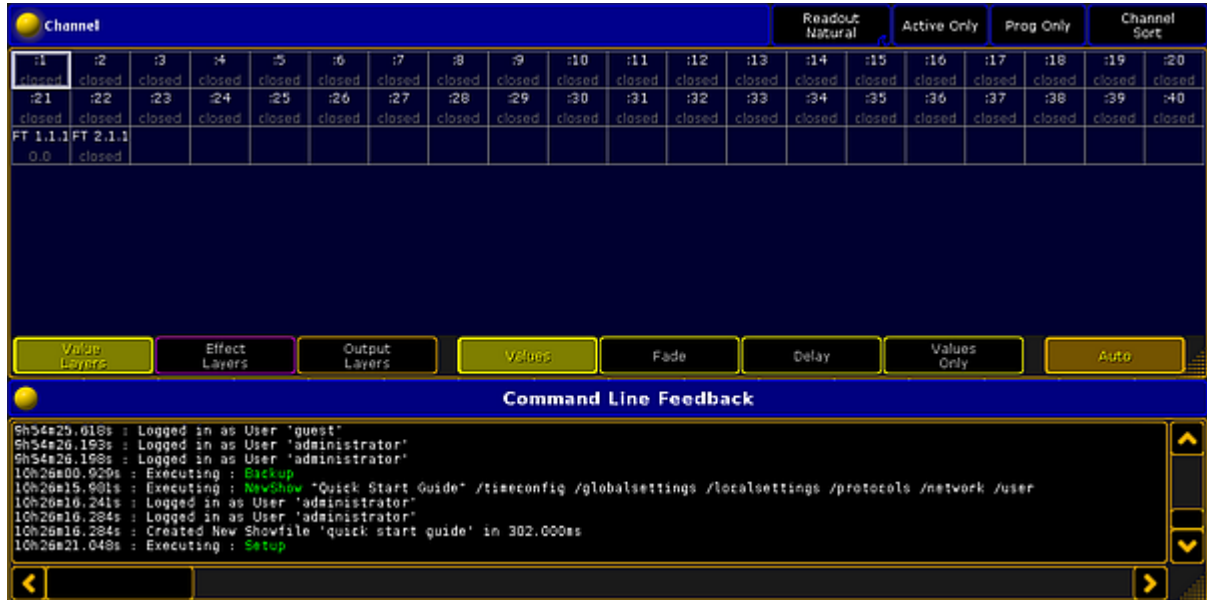 Channel
Readout Natural
Active Only
Prog Only
Channel Sort
:1 :2 :3 :4 :5 :6 :7 :8 :9 :10 :11 :12 :13 :14 :15 :16 :17 :18 :19 :20
closed closed closed closed closed closed closed closed closed closed closed closed closed closed closed closed closed closed closed closed
:21 :22 :23 :24 :25 :26 :27 :28 :29 :30 :31 :32 :33 :34 :35 :36 :37 :38 :39 :40
closed closed closed closed closed closed closed closed closed closed closed closed closed closed closed closed closed closed closed closed
FT 1.1.1 FT 2.1.1
0.0 closed
Value Layers
Effect Layers
Output Layers
Values
Fade
Delay
Values Only
Auto
Command Line Feedback
9h54m25.618s : Logged in as User 'guest'
9h54m26.193s : Logged in as User 'administrator'
9h54m26.198s : Logged in as User 'administrator'
10h26m00.929s : Executing : Backup
10h26m15.981s : Executing : NewShow "Quick Start Guide" /timeconfig /globalsettings /localsettings /protocols /network /user
10h26m16.241s : Logged in as User 'administrator'
10h26m16.284s : Logged in as User 'administrator'
10h26m16.284s : Created New Showfile 'quick start guide' in 302.000ms
10h26m21.048s : Executing : Setup